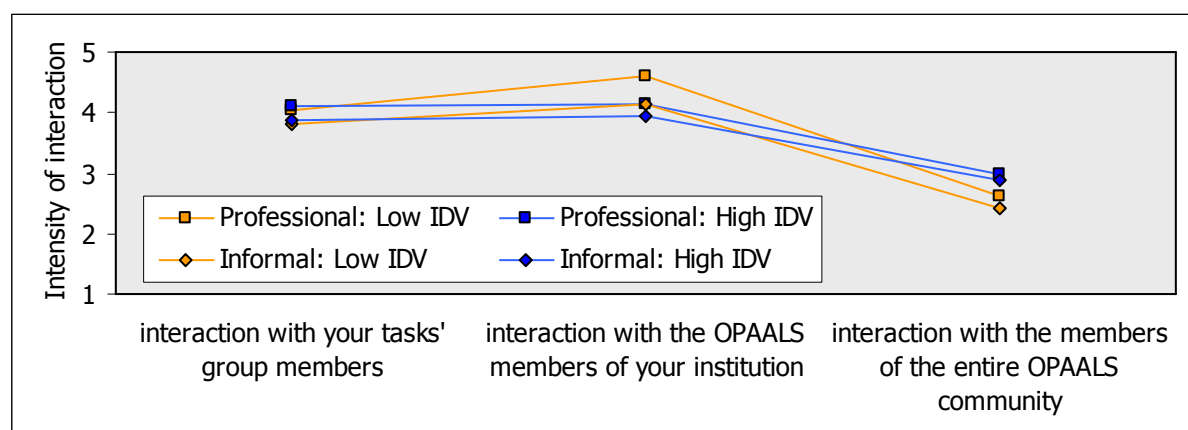 Intensity of interaction
5
4
3
2
1
Professional: Low IDV
Professional: High IDV
Informal: Low IDV
Informal: High IDV
interaction with your tasks'
group members
interaction with the OPAALS
members of your institution
interaction with the members
of the entire OPAALS
community